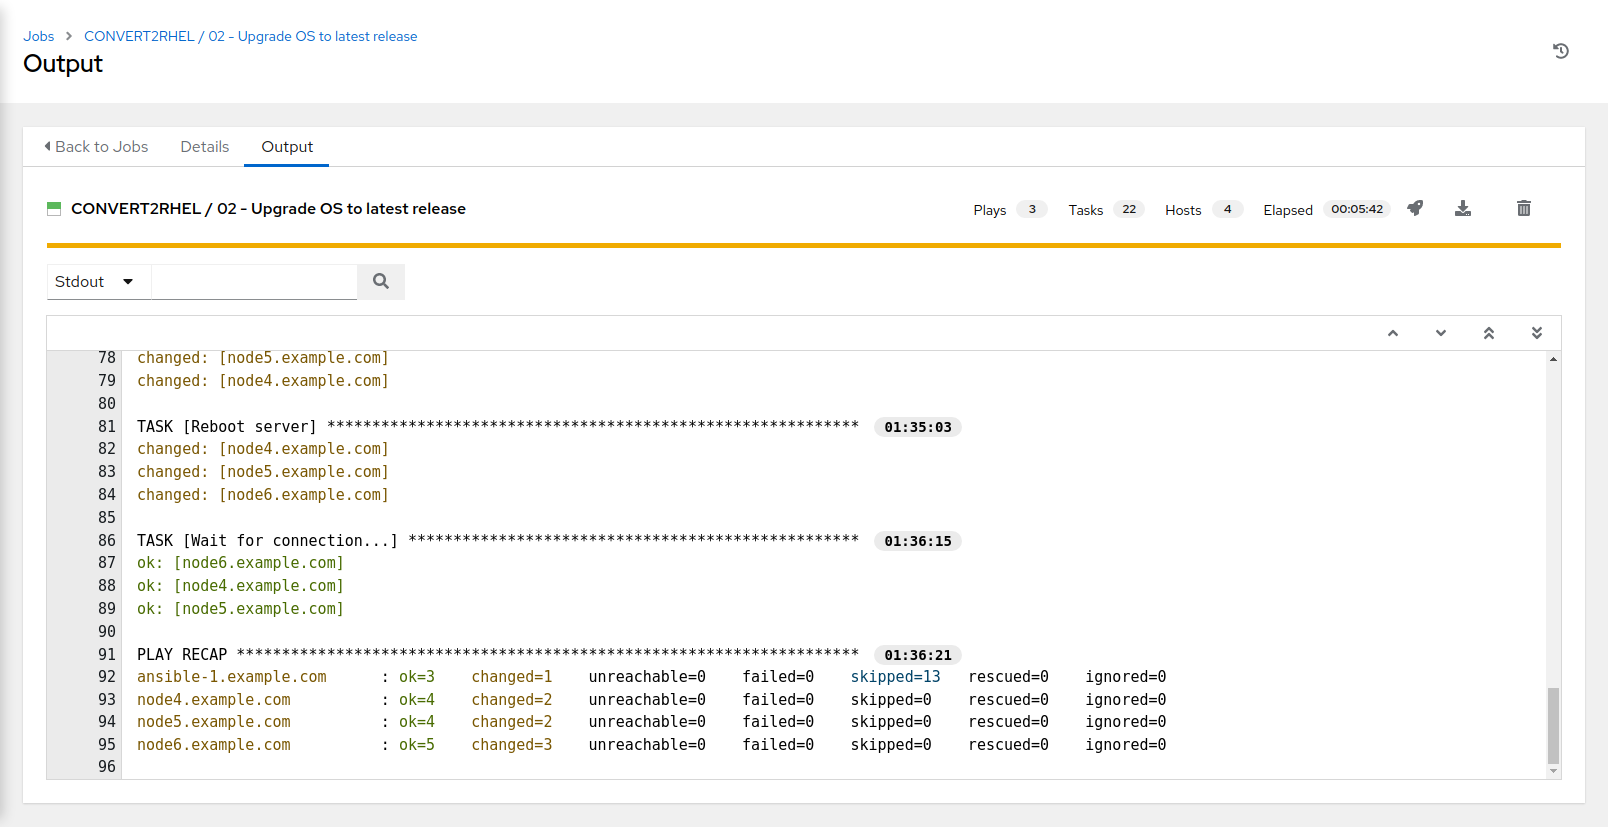 Jobs > CONVERT2RHEL / 02 - Upgrade OS to latest release
Output
Back to Jobs Details Output
CONVERT2RHEL / 02 - Upgrade OS to latest release Plays 3 Tasks 22 Hosts 4 Elapsed 00:05:42
Stdout
78 changed: [node5.example.com]
79 changed: [node4.example.com]
80
81 TASK [Reboot server] *********************************************************** 01:35:03
82 changed: [node4.example.com]
83 changed: [node5.example.com]
84 changed: [node6.example.com]
85
86 TASK [Wait for connection...] ************************************************** 01:36:15
87 ok: [node6.example.com]
88 ok: [node4.example.com]
89 ok: [node5.example.com]
90
91 PLAY RECAP ********************************************************************* 01:36:21
92 ansible-1.example.com : ok=3 changed=1 unreachable=0 failed=0 skipped=13 rescued=0 ignored=0
93 node4.example.com : ok=4 changed=2 unreachable=0 failed=0 skipped=0 rescued=0 ignored=0
94 node5.example.com : ok=4 changed=2 unreachable=0 failed=0 skipped=0 rescued=0 ignored=0
95 node6.example.com : ok=5 changed=3 unreachable=0 failed=0 skipped=0 rescued=0 ignored=0
96